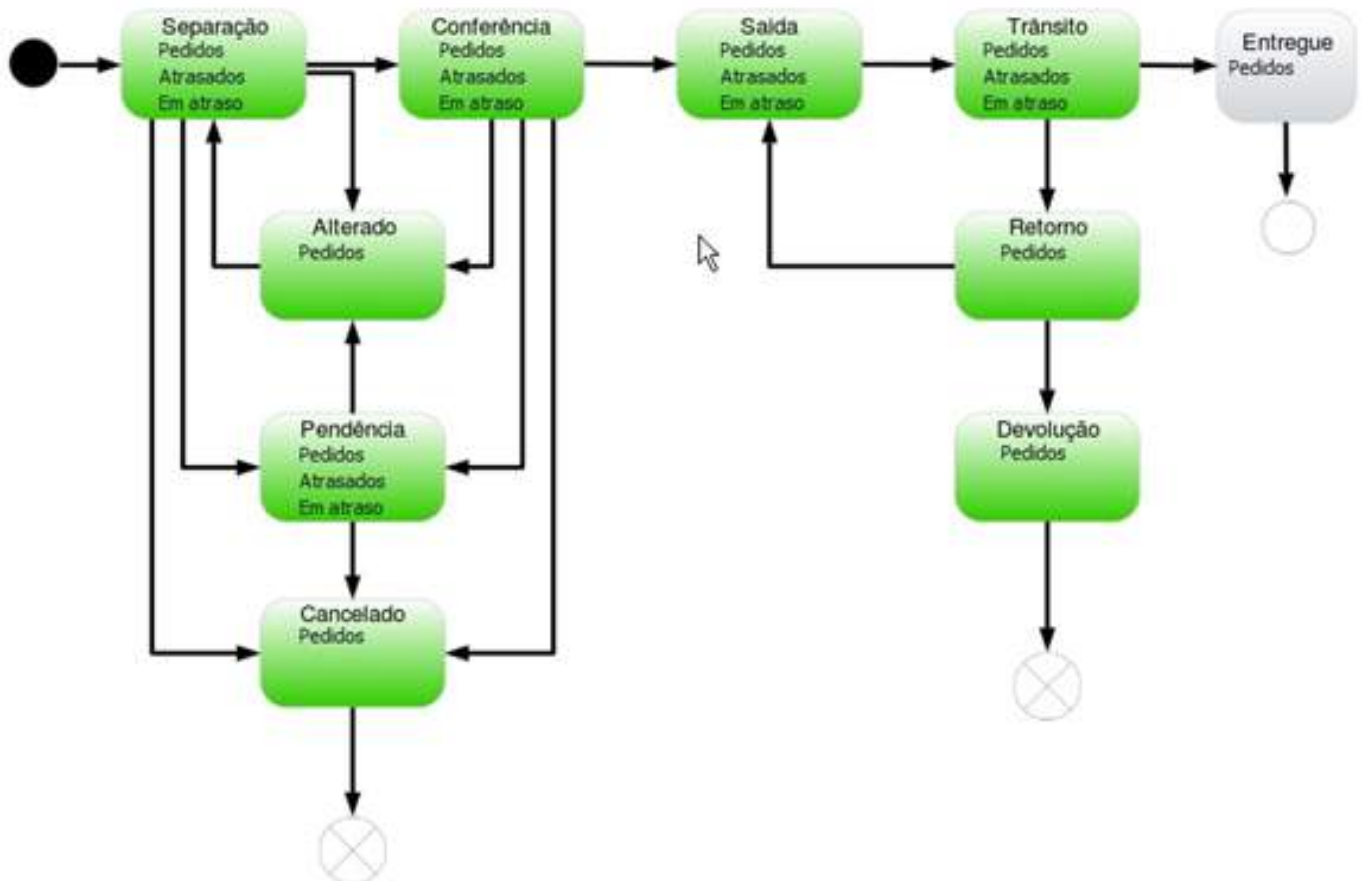 Separação
Pedidos
Atrasados
Em atraso
Conferência
Pedidos
Atrasados
Em atraso
Saída
Pedidos
Atrasados
Em atraso
Trânsito
Pedidos
Atrasados
Em atraso
Entregue
Pedidos
Alterado
Pedidos
Retorno
Pedidos
Pendência
Pedidos
Atrasados
Em atraso
Devolução
Pedidos
Cancelado
Pedidos